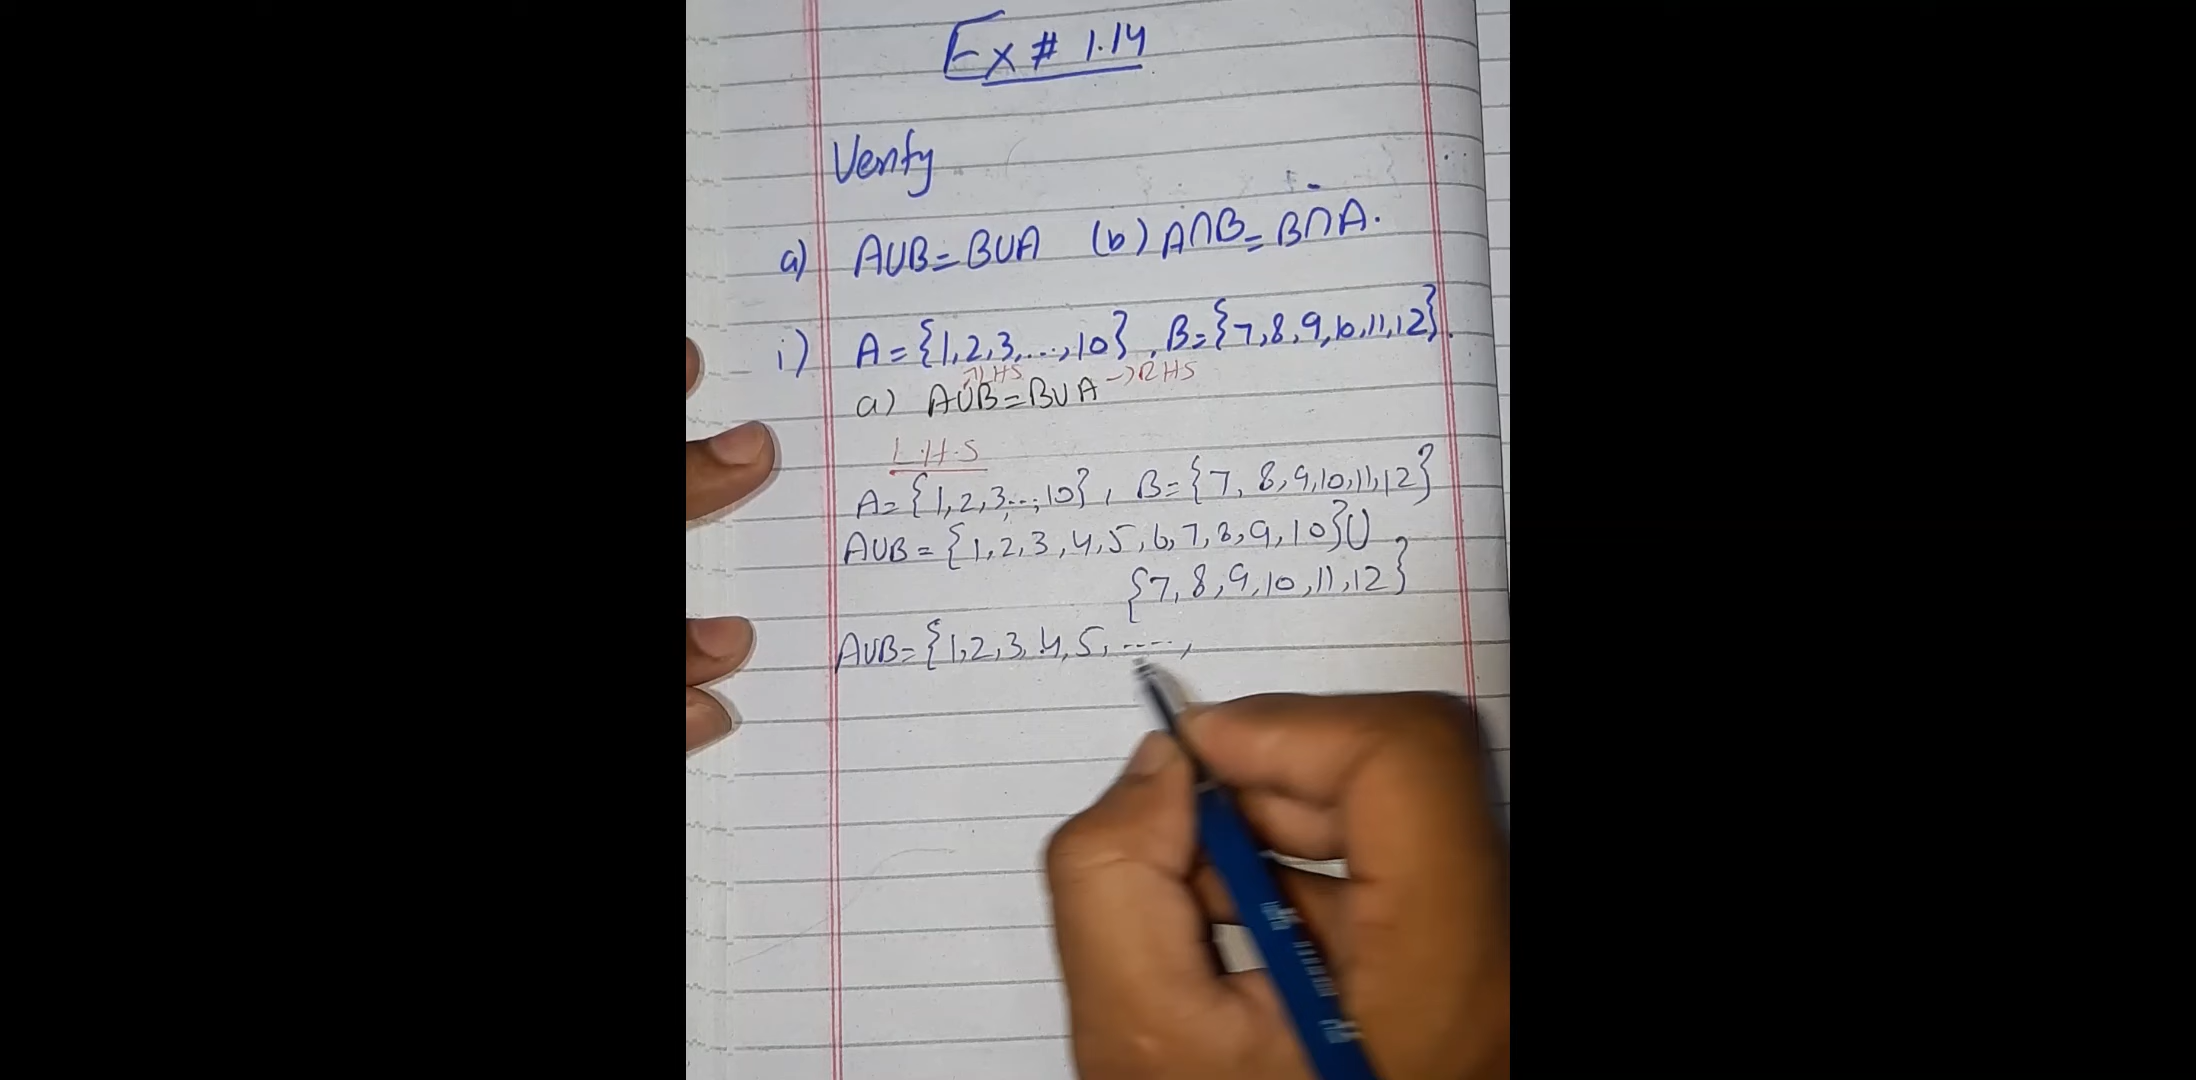 Ex # 1.14
Verify
a) A∪B=B∪A (b) A∩B=B∩A.
i) A={1,2,3,...,10}, B={7,8,9,10,11,12}.
→LHS →RHS
a) A∪B=B∪A
L.H.S
A={1,2,3...,10}, B={7,8,9,10,11,12}
A∪B={1,2,3,4,5,6,7,8,9,10}∪
{7,8,9,10,11,12}
A∪B={1,2,3,4,5,....,